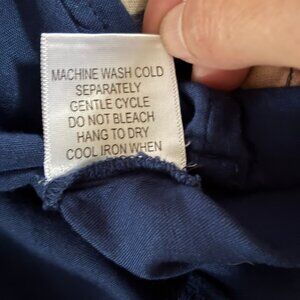 MACHINE WASH COLD
SEPARATELY
GENTLE CYCLE
DO NOT BLEACH
HANG TO DRY
COOL IRON WHEN